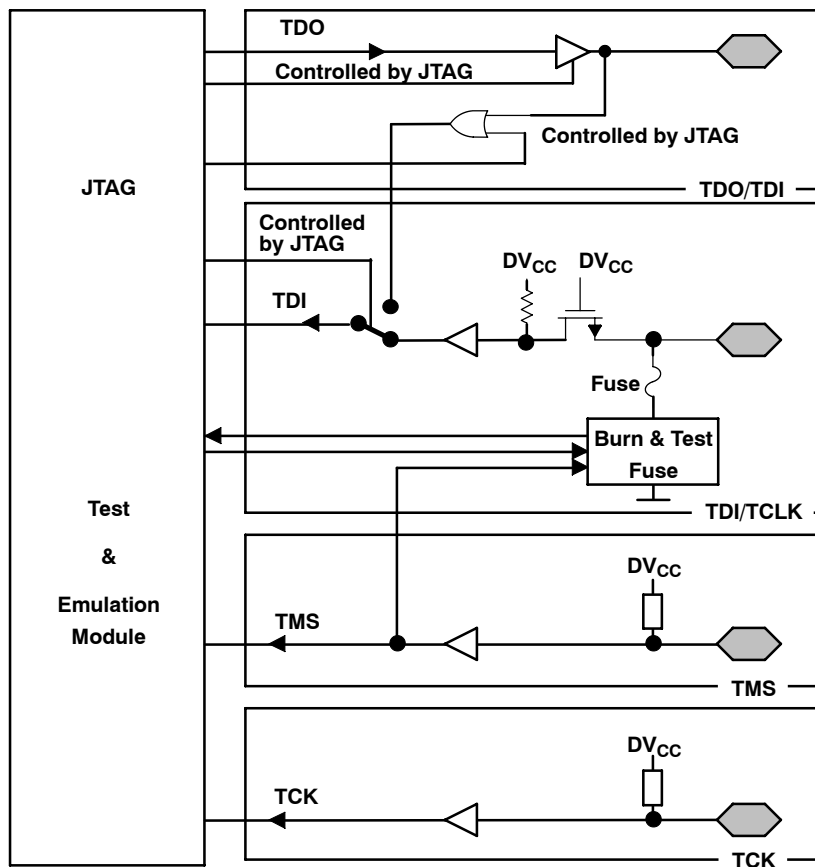 JTAG
Test
&
Emulation
Module
TDO
Controlled by JTAG
Controlled by JTAG
TDO/TDI
Controlled
by JTAG
TDI
DVCC
DVCC
Fuse
Burn & Test
Fuse
TDI/TCLK
TMS
DVCC
TMS
TCK
DVCC
TCK